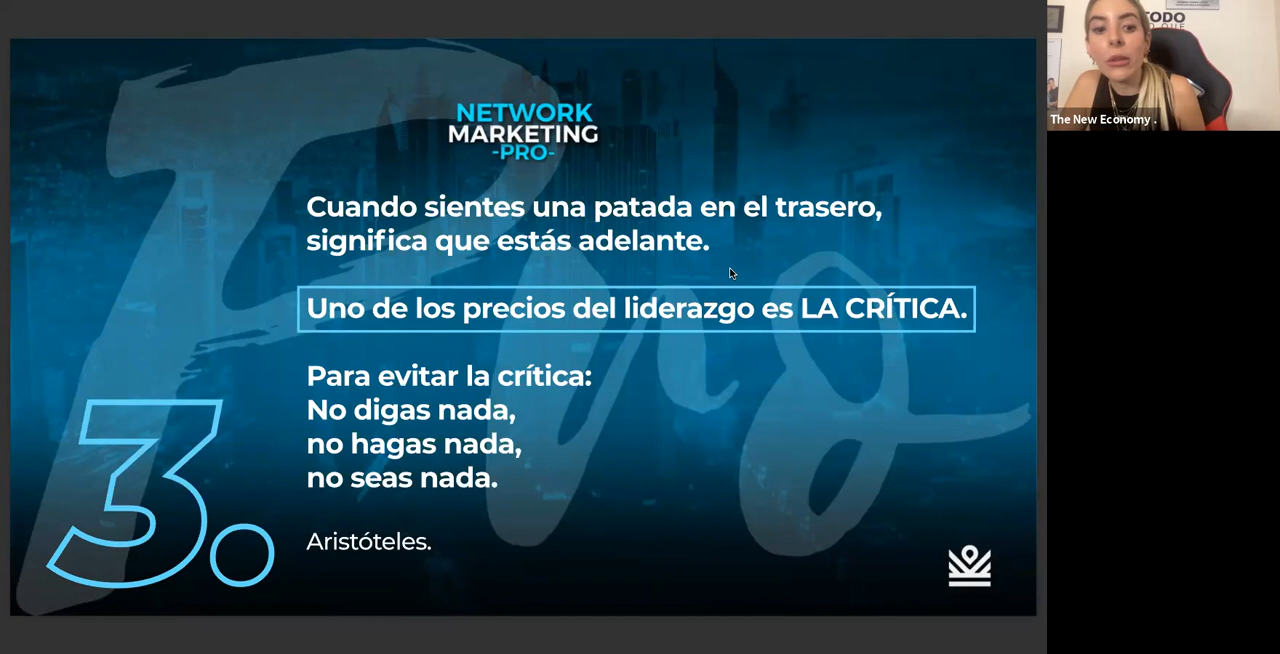 NETWORK
MARKETING
-PRO-
Cuando sientes una patada en el trasero,
significa que estás adelante.
Uno de los precios del liderazgo es LA CRÍTICA.
Para evitar la crítica:
No digas nada,
no hagas nada,
no seas nada.
Aristóteles.
3.
Pro
TODO
The New Economy .